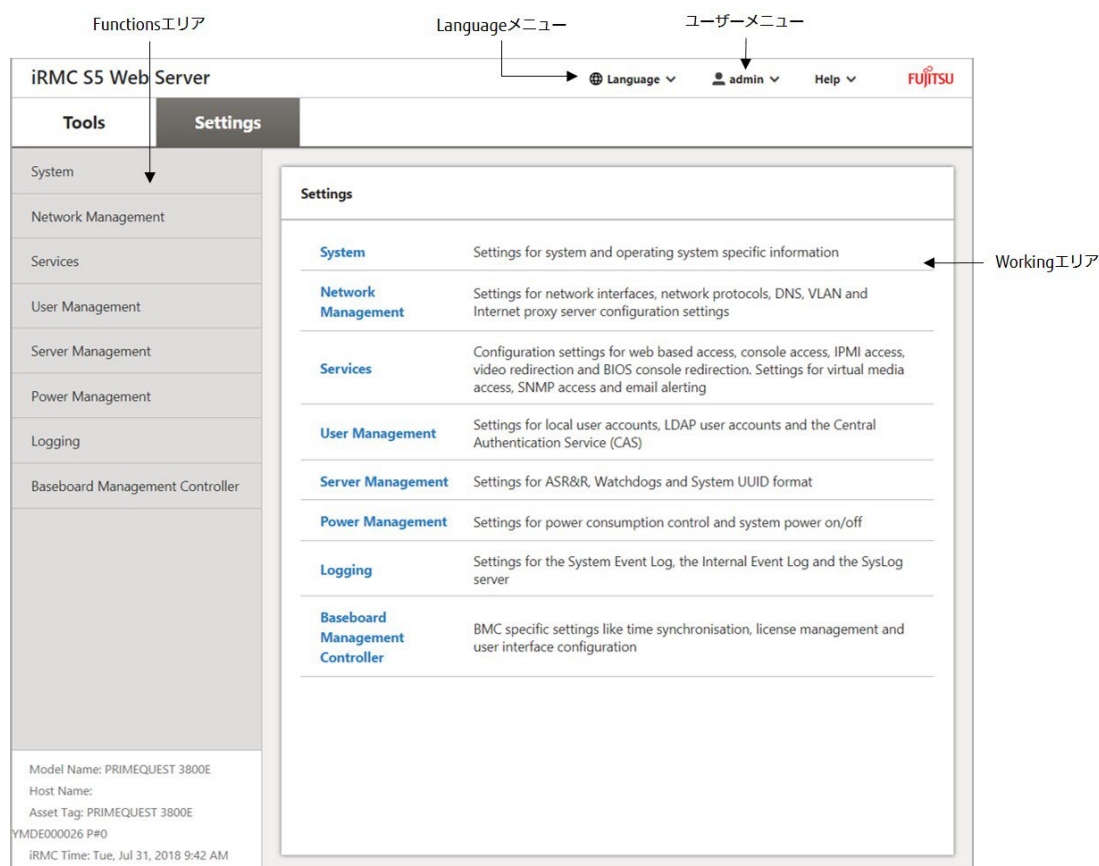 Functionsエリア
Languageメニュー
ユーザーメニュー
iRMC S5 Web Server
Language
admin
Help
FUJITSU
Tools
Settings
System
Network Management
Services
User Management
Server Management
Power Management
Logging
Baseboard Management Controller
Settings
System
Settings for system and operating system specific information
Workingエリア
Network
Management
Settings for network interfaces, network protocols, DNS, VLAN and
Internet proxy server configuration settings
Services
Configuration settings for web based access, console access, IPMI access,
video redirection and BIOS console redirection. Settings for virtual media
access, SNMP access and email alerting
User Management
Settings for local user accounts, LDAP user accounts and the Central
Authentication Service (CAS)
Server Management
Settings for ASR&R, Watchdogs and System UUID format
Power Management
Settings for power consumption control and system power on/off
Logging
Settings for the System Event Log, the Internal Event Log and the SysLog
server
Baseboard
Management
Controller
BMC specific settings like time synchronisation, license management and
user interface configuration
Model Name: PRIMEQUEST 3800E
Host Name:
Asset Tag: PRIMEQUEST 3800E
YMDE000026 P#0
iRMC Time: Tue, Jul 31, 2018 9:42 AM